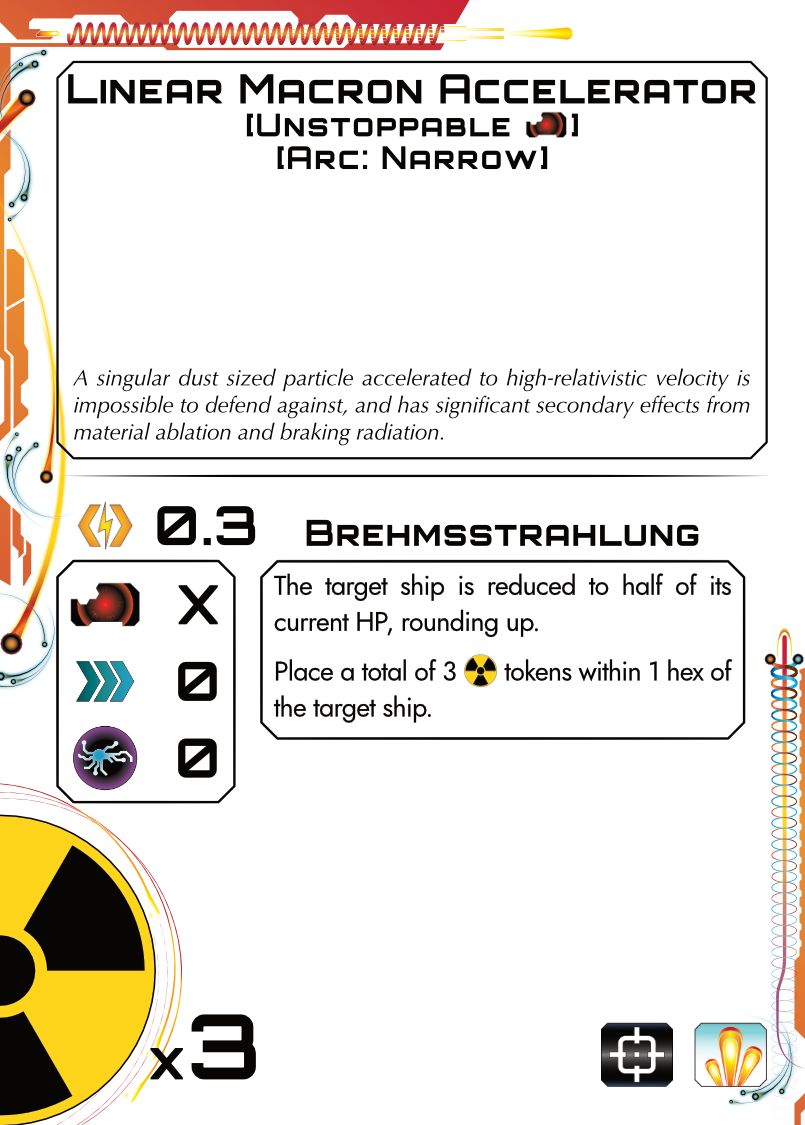 Linear Macron Accelerator
[Unstoppable ]
[Arc: Narrow]
A singular dust sized particle accelerated to high-relativistic velocity is
impossible to defend against, and has significant secondary effects from
material ablation and braking radiation.
0.3
Brehmsstrahlung
X
0
0
The target ship is reduced to half of its
current HP, rounding up.
Place a total of 3 tokens within 1 hex of
the target ship.
x3